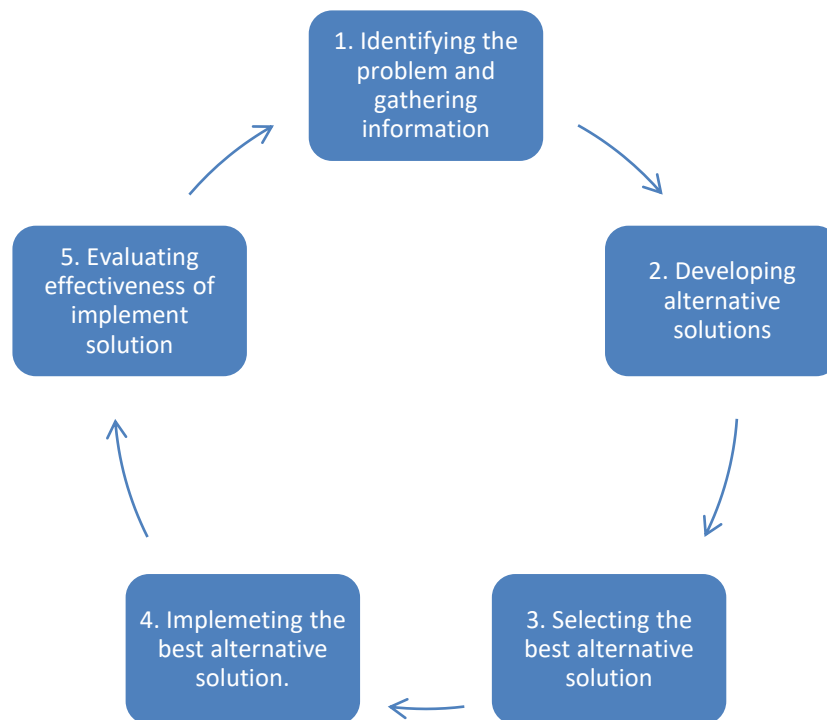 1. Identifying the
problem and
gathering
information
2. Developing
alternative
solutions
3. Selecting the
best alternative
solution
4. Implemeting the
best alternative
solution.
5. Evaluating
effectiveness of
implement
solution